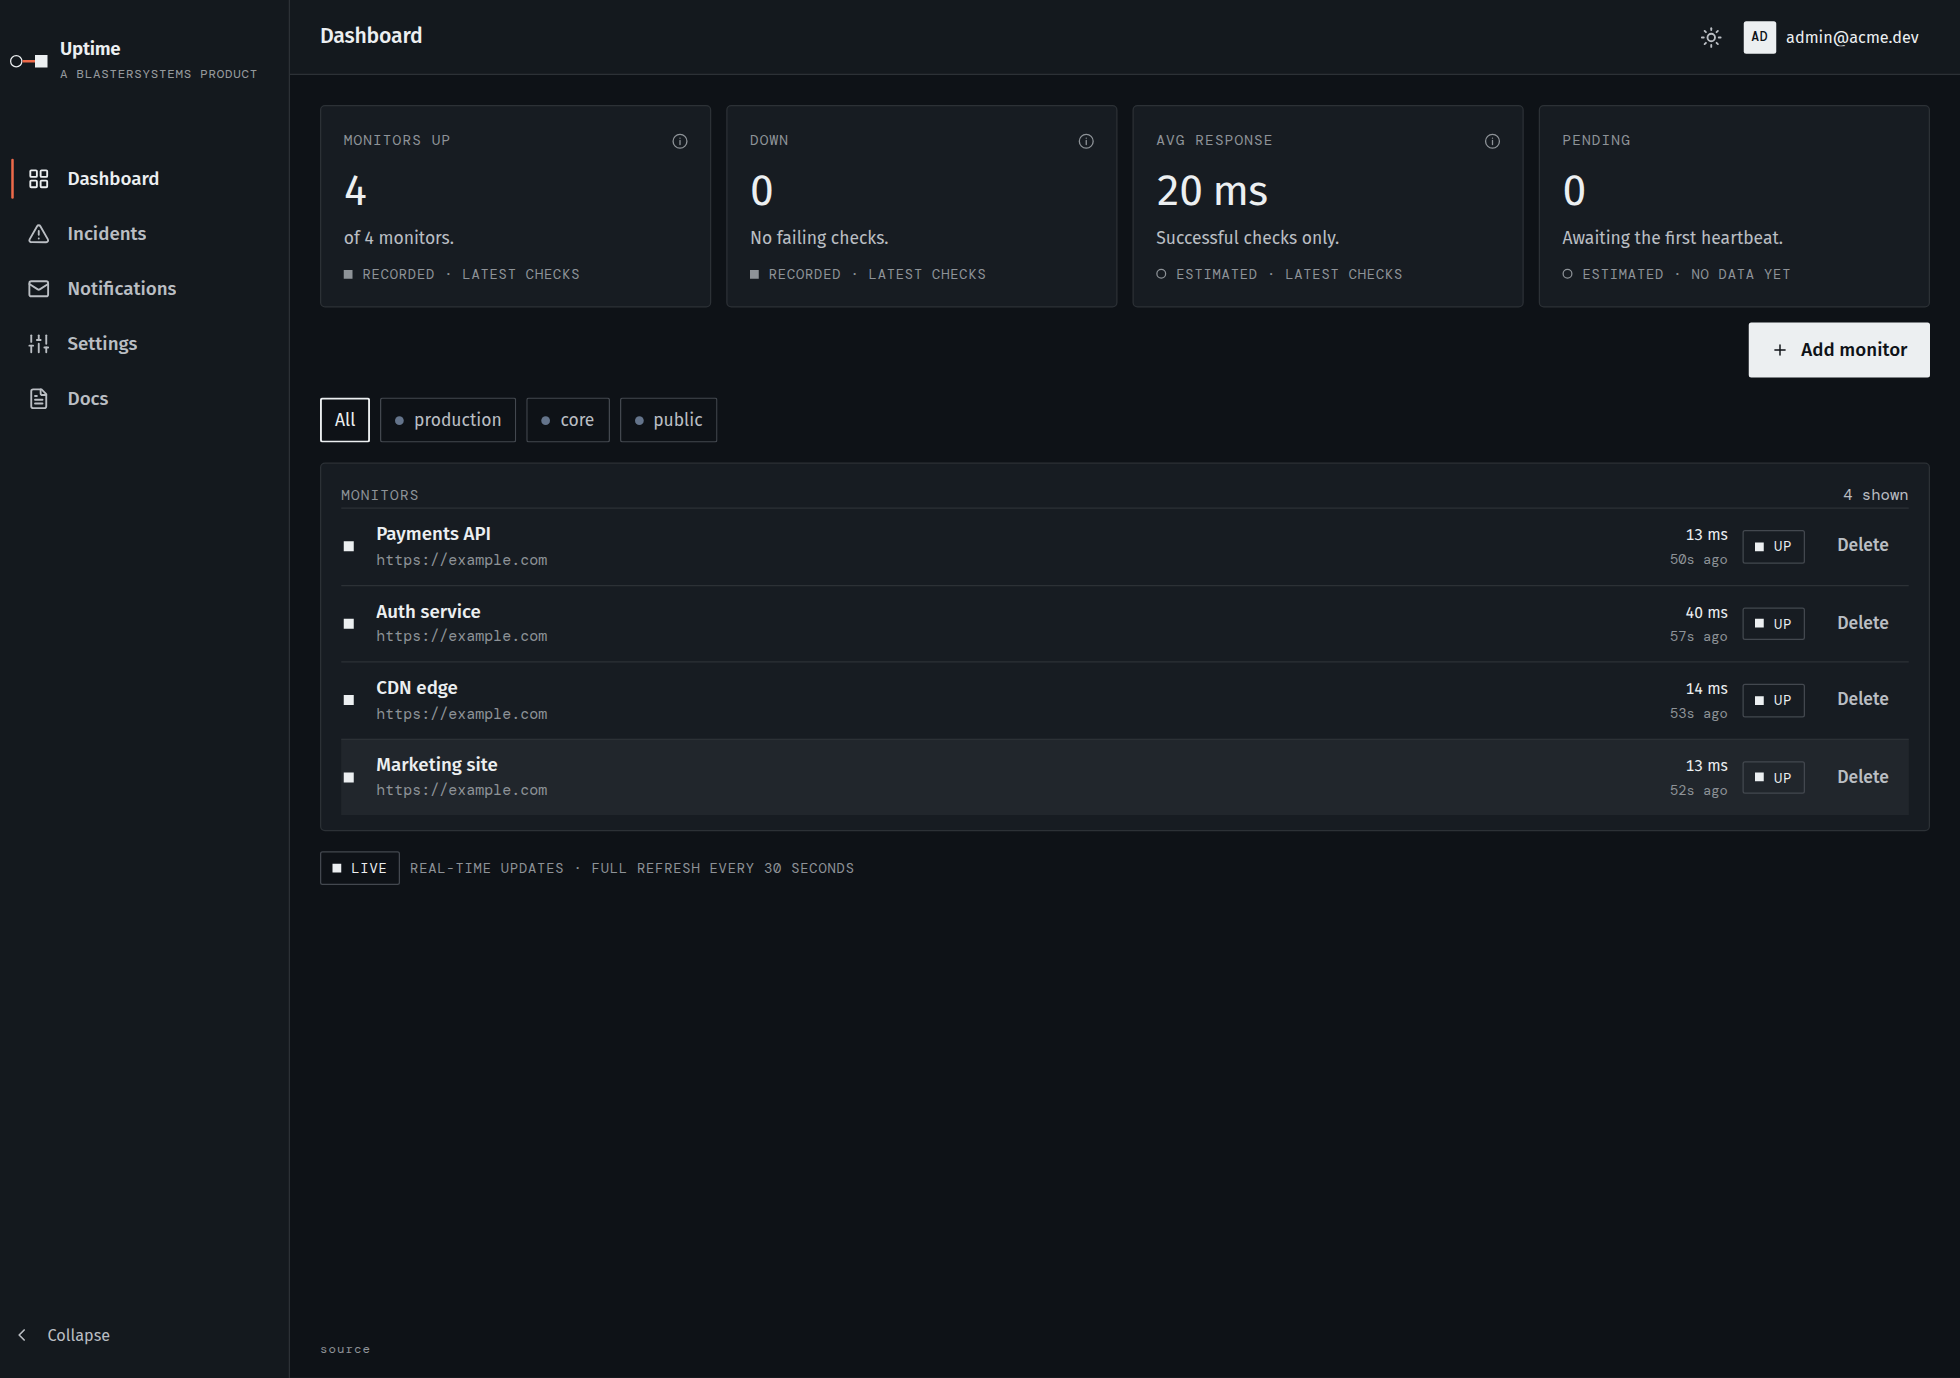 Uptime
A BLASTERSYSTEMS PRODUCT
Dashboard
Incidents
Notifications
Settings
Docs
Collapse
Dashboard
AD admin@acme.dev
MONITORS UP
4
of 4 monitors.
RECORDED · LATEST CHECKS
DOWN
0
No failing checks.
RECORDED · LATEST CHECKS
AVG RESPONSE
20 ms
Successful checks only.
ESTIMATED · LATEST CHECKS
PENDING
0
Awaiting the first heartbeat.
ESTIMATED · NO DATA YET
+ Add monitor
All production core public
MONITORS 4 shown
Payments API 13 ms UP Delete
https://example.com 50s ago
Auth service 40 ms UP Delete
https://example.com 57s ago
CDN edge 14 ms UP Delete
https://example.com 53s ago
Marketing site 13 ms UP Delete
https://example.com 52s ago
LIVE REAL-TIME UPDATES · FULL REFRESH EVERY 30 SECONDS
source